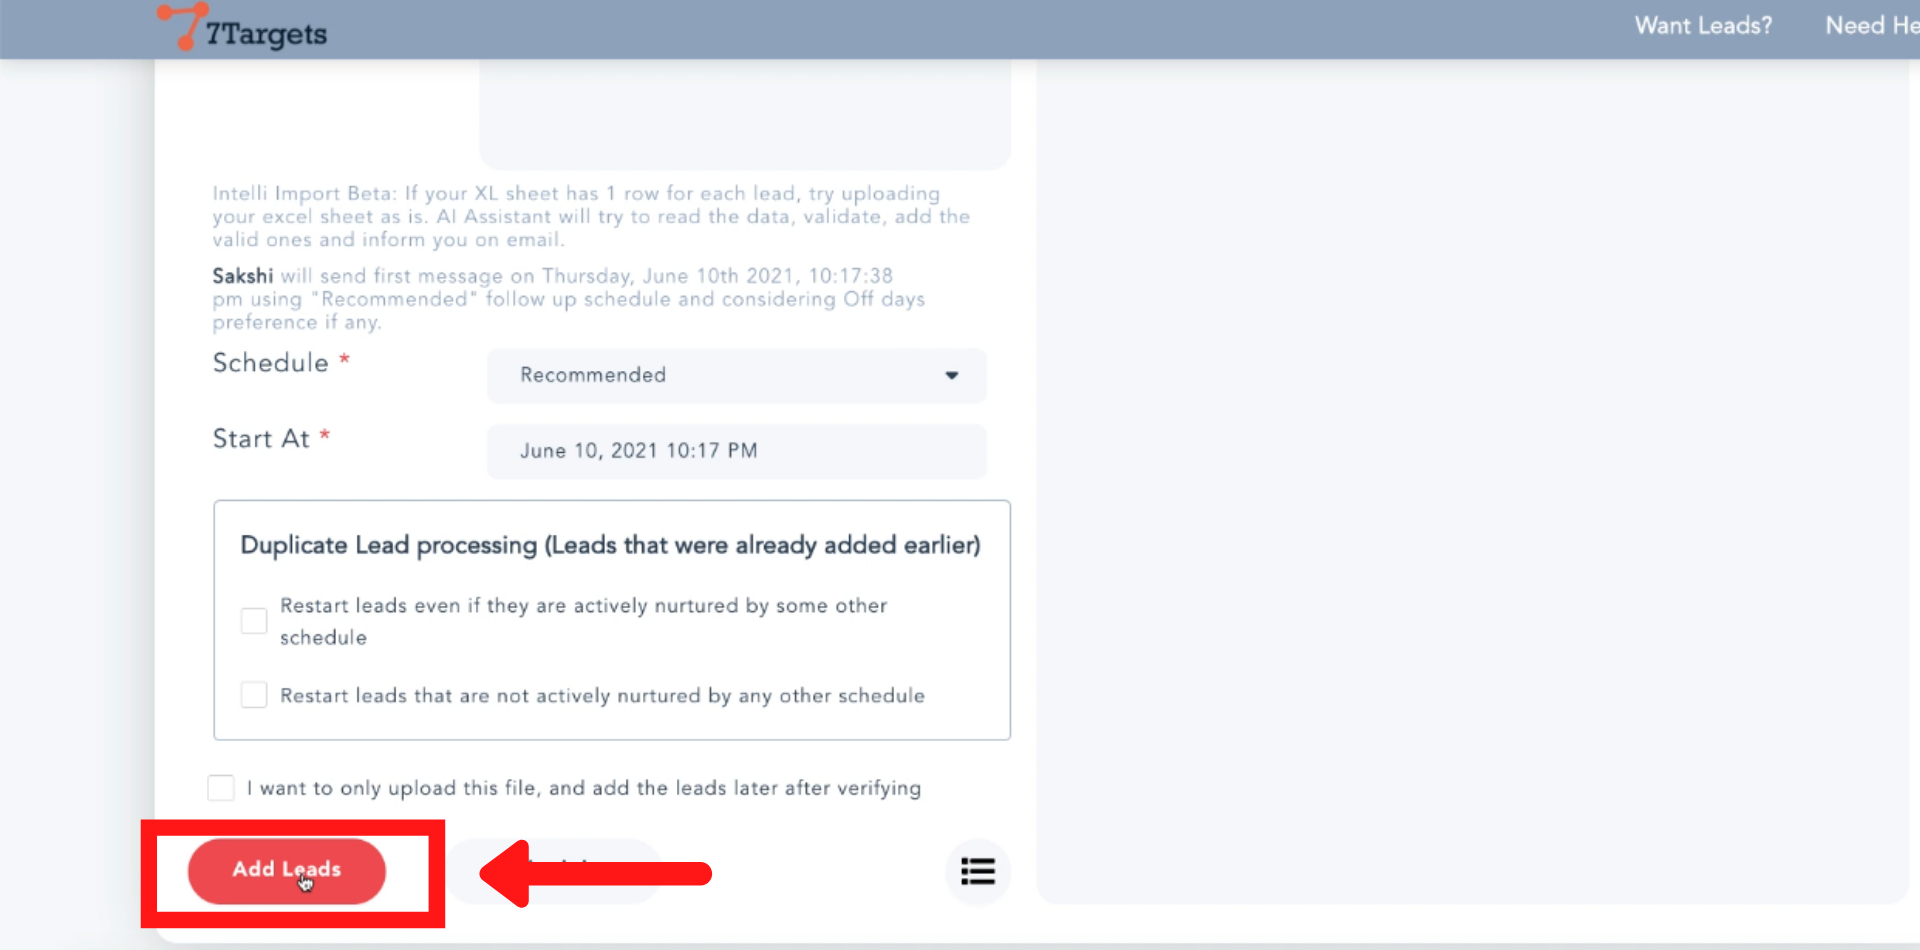 7Targets
Want Leads?
Need He
Intelli Import Beta: If your XL sheet has 1 row for each lead, try uploading
your excel sheet as is. AI Assistant will try to read the data, validate, add the
valid ones and inform you on email.
Sakshi will send first message on Thursday, June 10th 2021, 10:17:38
pm using "Recommended" follow up schedule and considering Off days
preference if any.
Schedule *
Recommended
Start At *
June 10, 2021 10:17 PM
Duplicate Lead processing (Leads that were already added earlier)
Restart leads even if they are actively nurtured by some other
schedule
Restart leads that are not actively nurtured by any other schedule
I want to only upload this file, and add the leads later after verifying
Add Leads